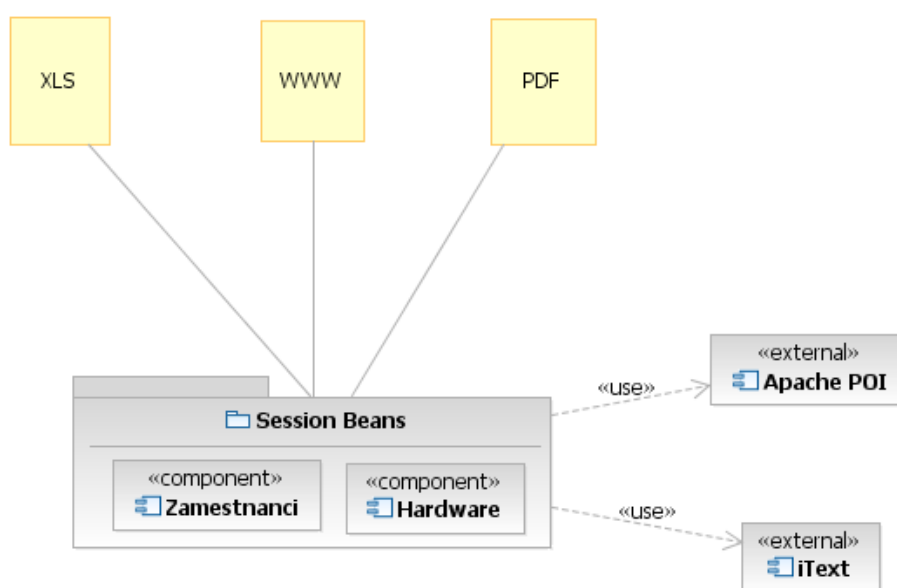 XLS
WWW
PDF
«external»
Apache POI
«use»
Session Beans
«component»
Zamestnanci
«component»
Hardware
«use»
«external»
iText